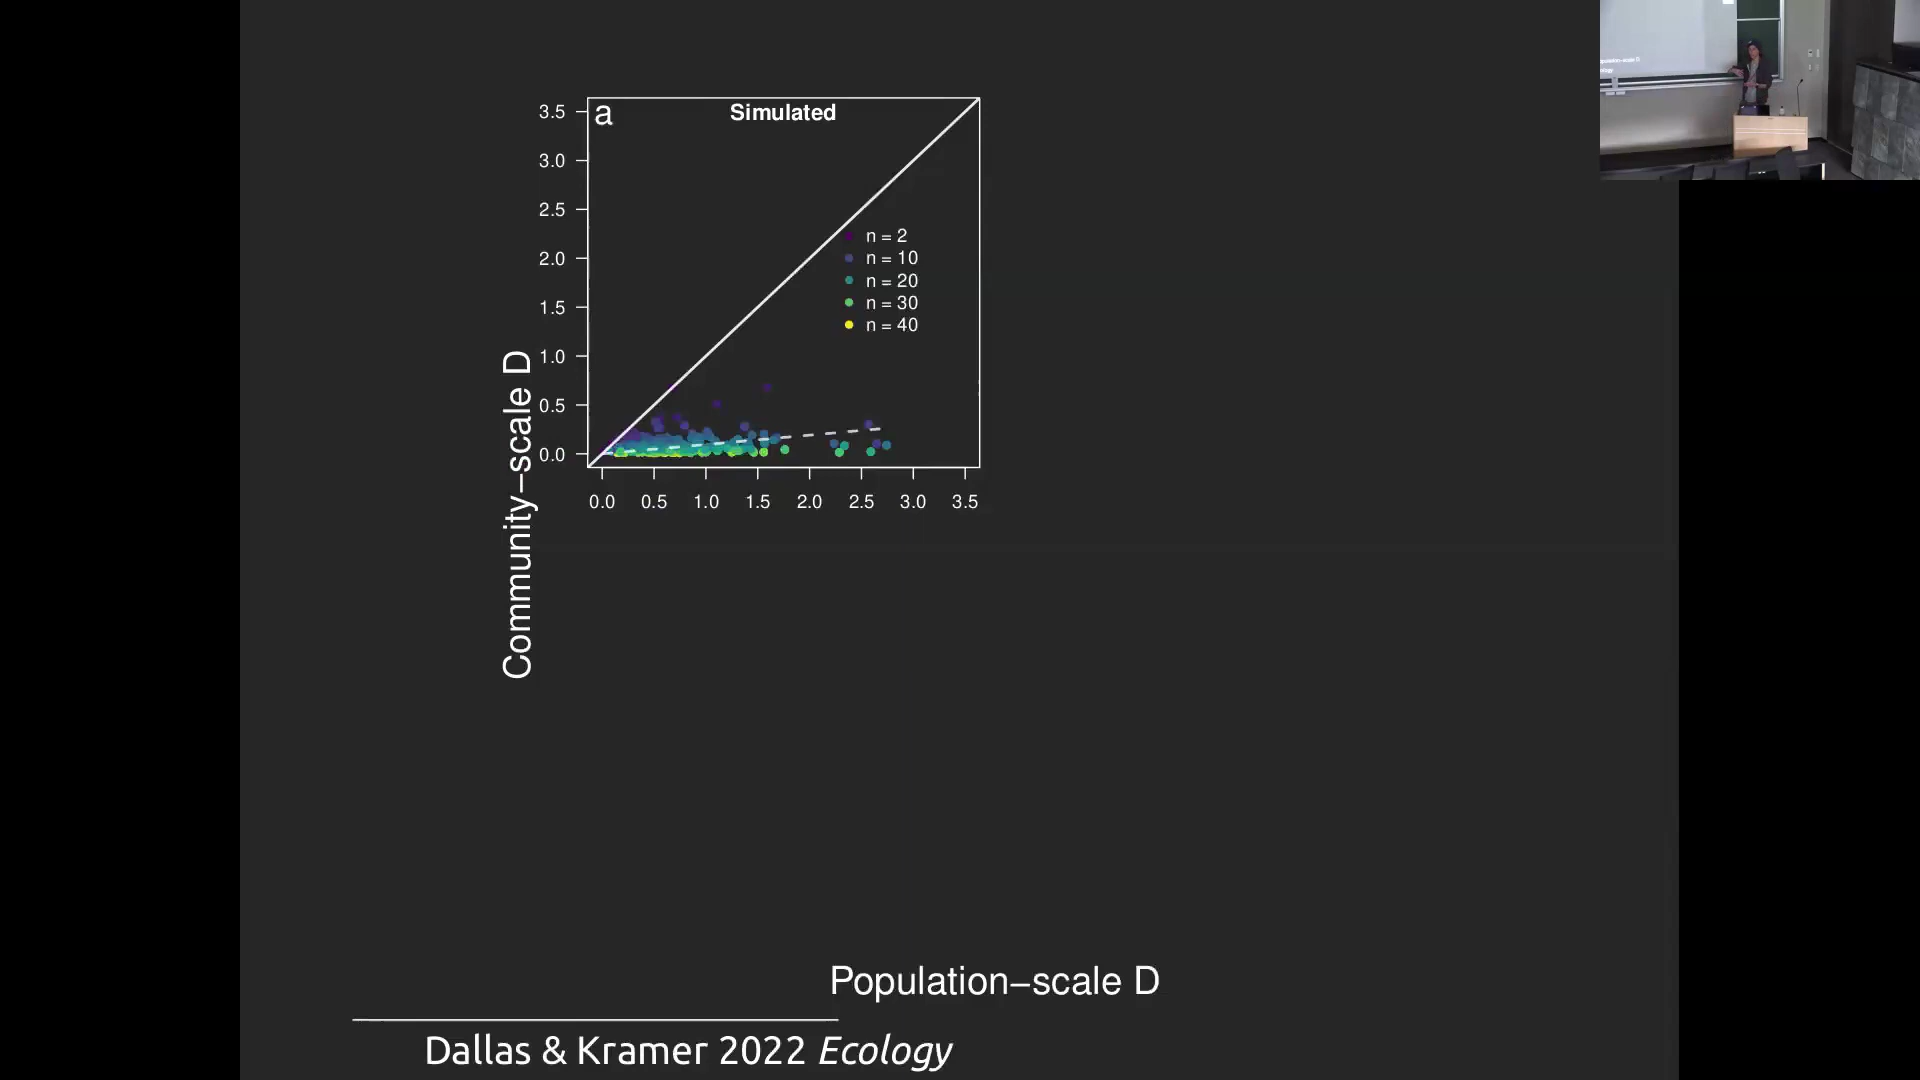 a
Simulated
3.5
3.0
2.5
2.0
1.5
1.0
0.5
0.0
n = 2
n = 10
n = 20
n = 30
n = 40
0.0 0.5 1.0 1.5 2.0 2.5 3.0 3.5
Community–scale D
Population–scale D
Dallas & Kramer 2022 Ecology